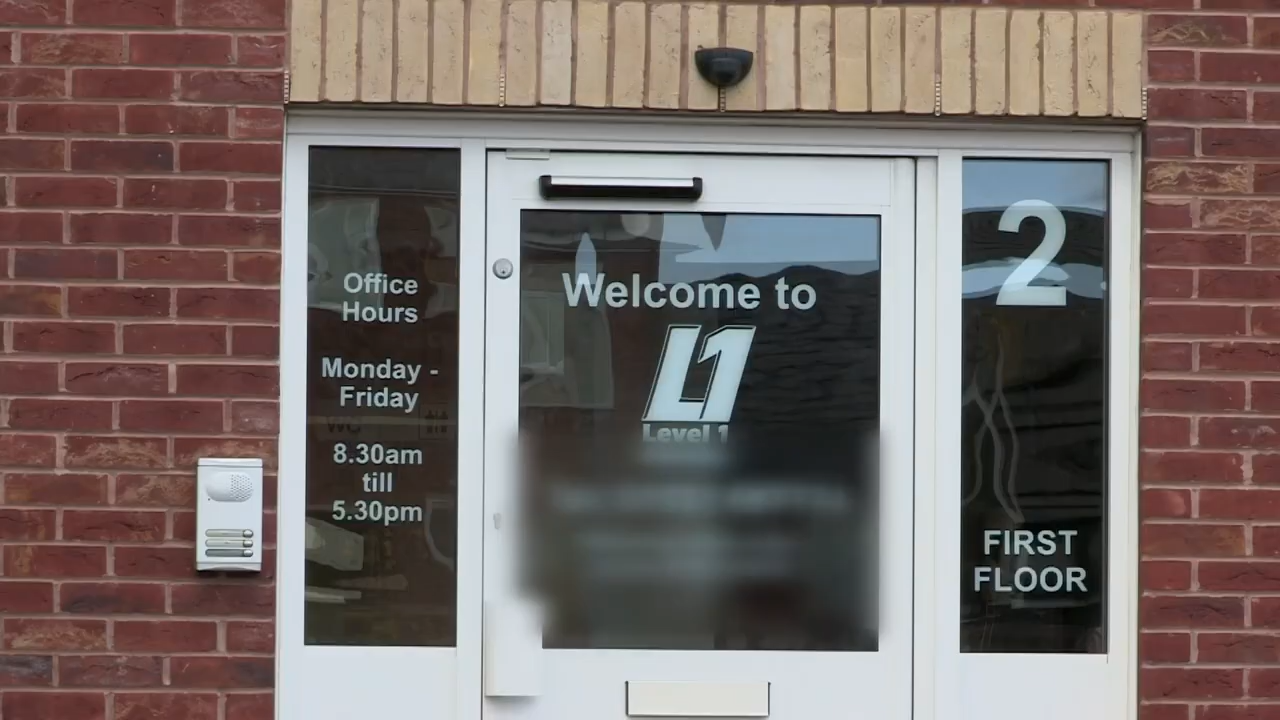 Office
Hours
Monday -
Friday
8.30am
till
5.30pm
Welcome to
L1
Level 1
2
FIRST
FLOOR